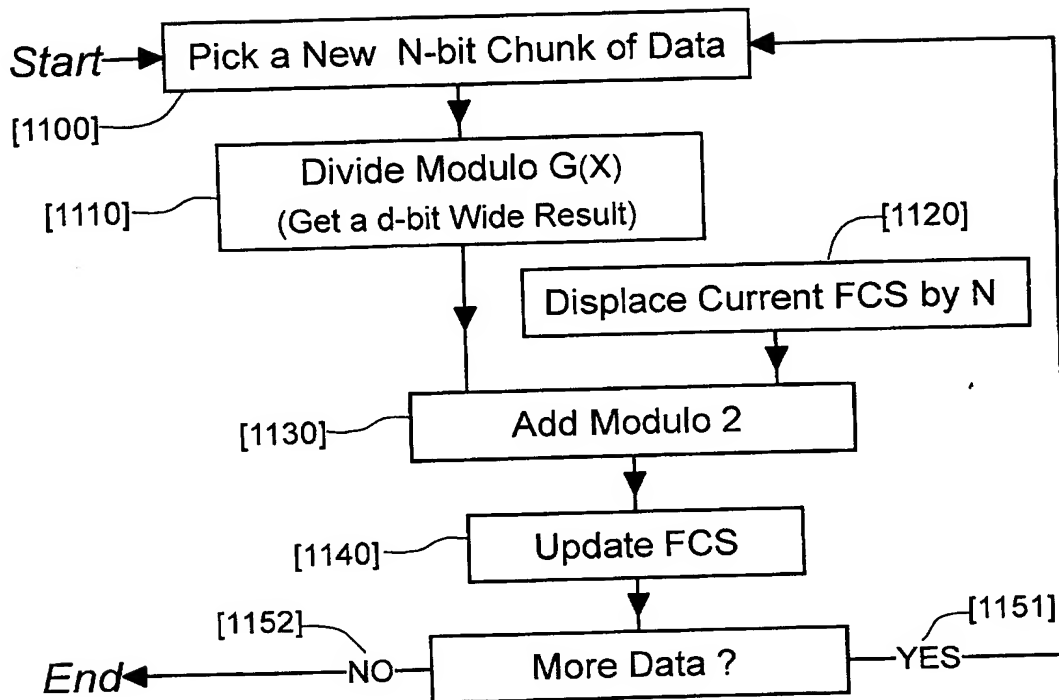 Start
Pick a New N-bit Chunk of Data
[1100]
Divide Modulo G(X)
(Get a d-bit Wide Result)
[1110]
[1120]
Displace Current FCS by N
[1130]
Add Modulo 2
[1140]
Update FCS
[1152]
[1151]
End
NO
More Data ?
YES